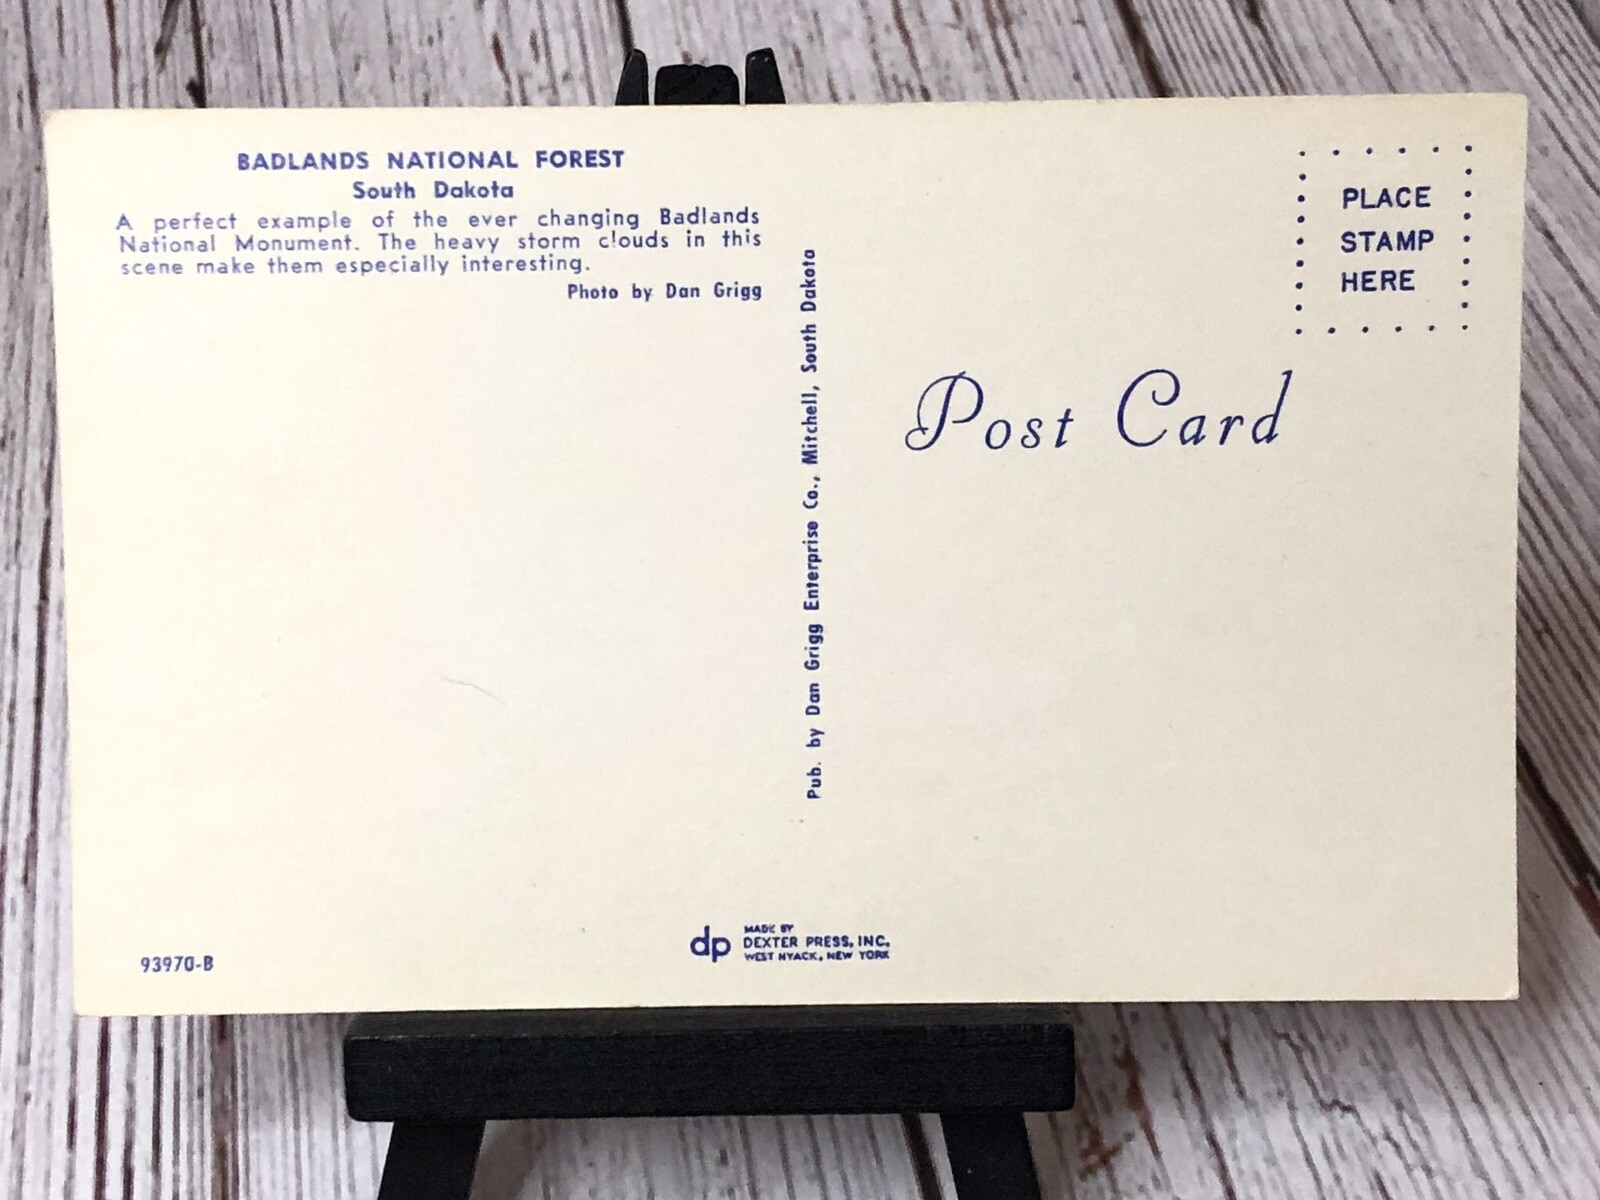 BADLANDS NATIONAL FOREST
South Dakota
A perfect example of the ever changing Badlands
National Monument. The heavy storm clouds in this
scene make them especially interesting.
Photo by Dan Grigg
Pub. by Dan Grigg Enterprise Co., Mitchell, South Dakota
PLACE
STAMP
HERE
Post Card
93970-B
dp
MADE BY
DEXTER PRESS, INC.
WEST NYACK, NEW YORK